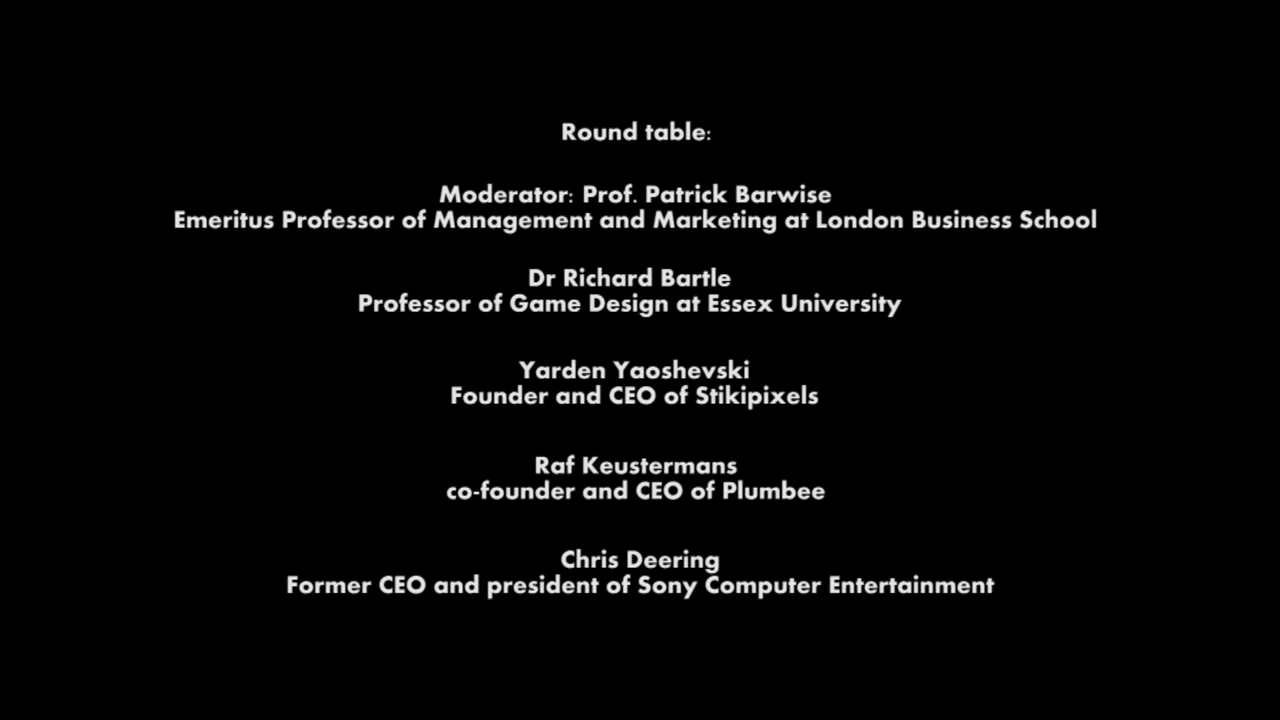 Round table:
Moderator: Prof. Patrick Barwise
Emeritus Professor of Management and Marketing at London Business School
Dr Richard Bartle
Professor of Game Design at Essex University
Yarden Yaoshevski
Founder and CEO of Stikipixels
Raf Keustermans
co-founder and CEO of Plumbee
Chris Deering
Former CEO and president of Sony Computer Entertainment